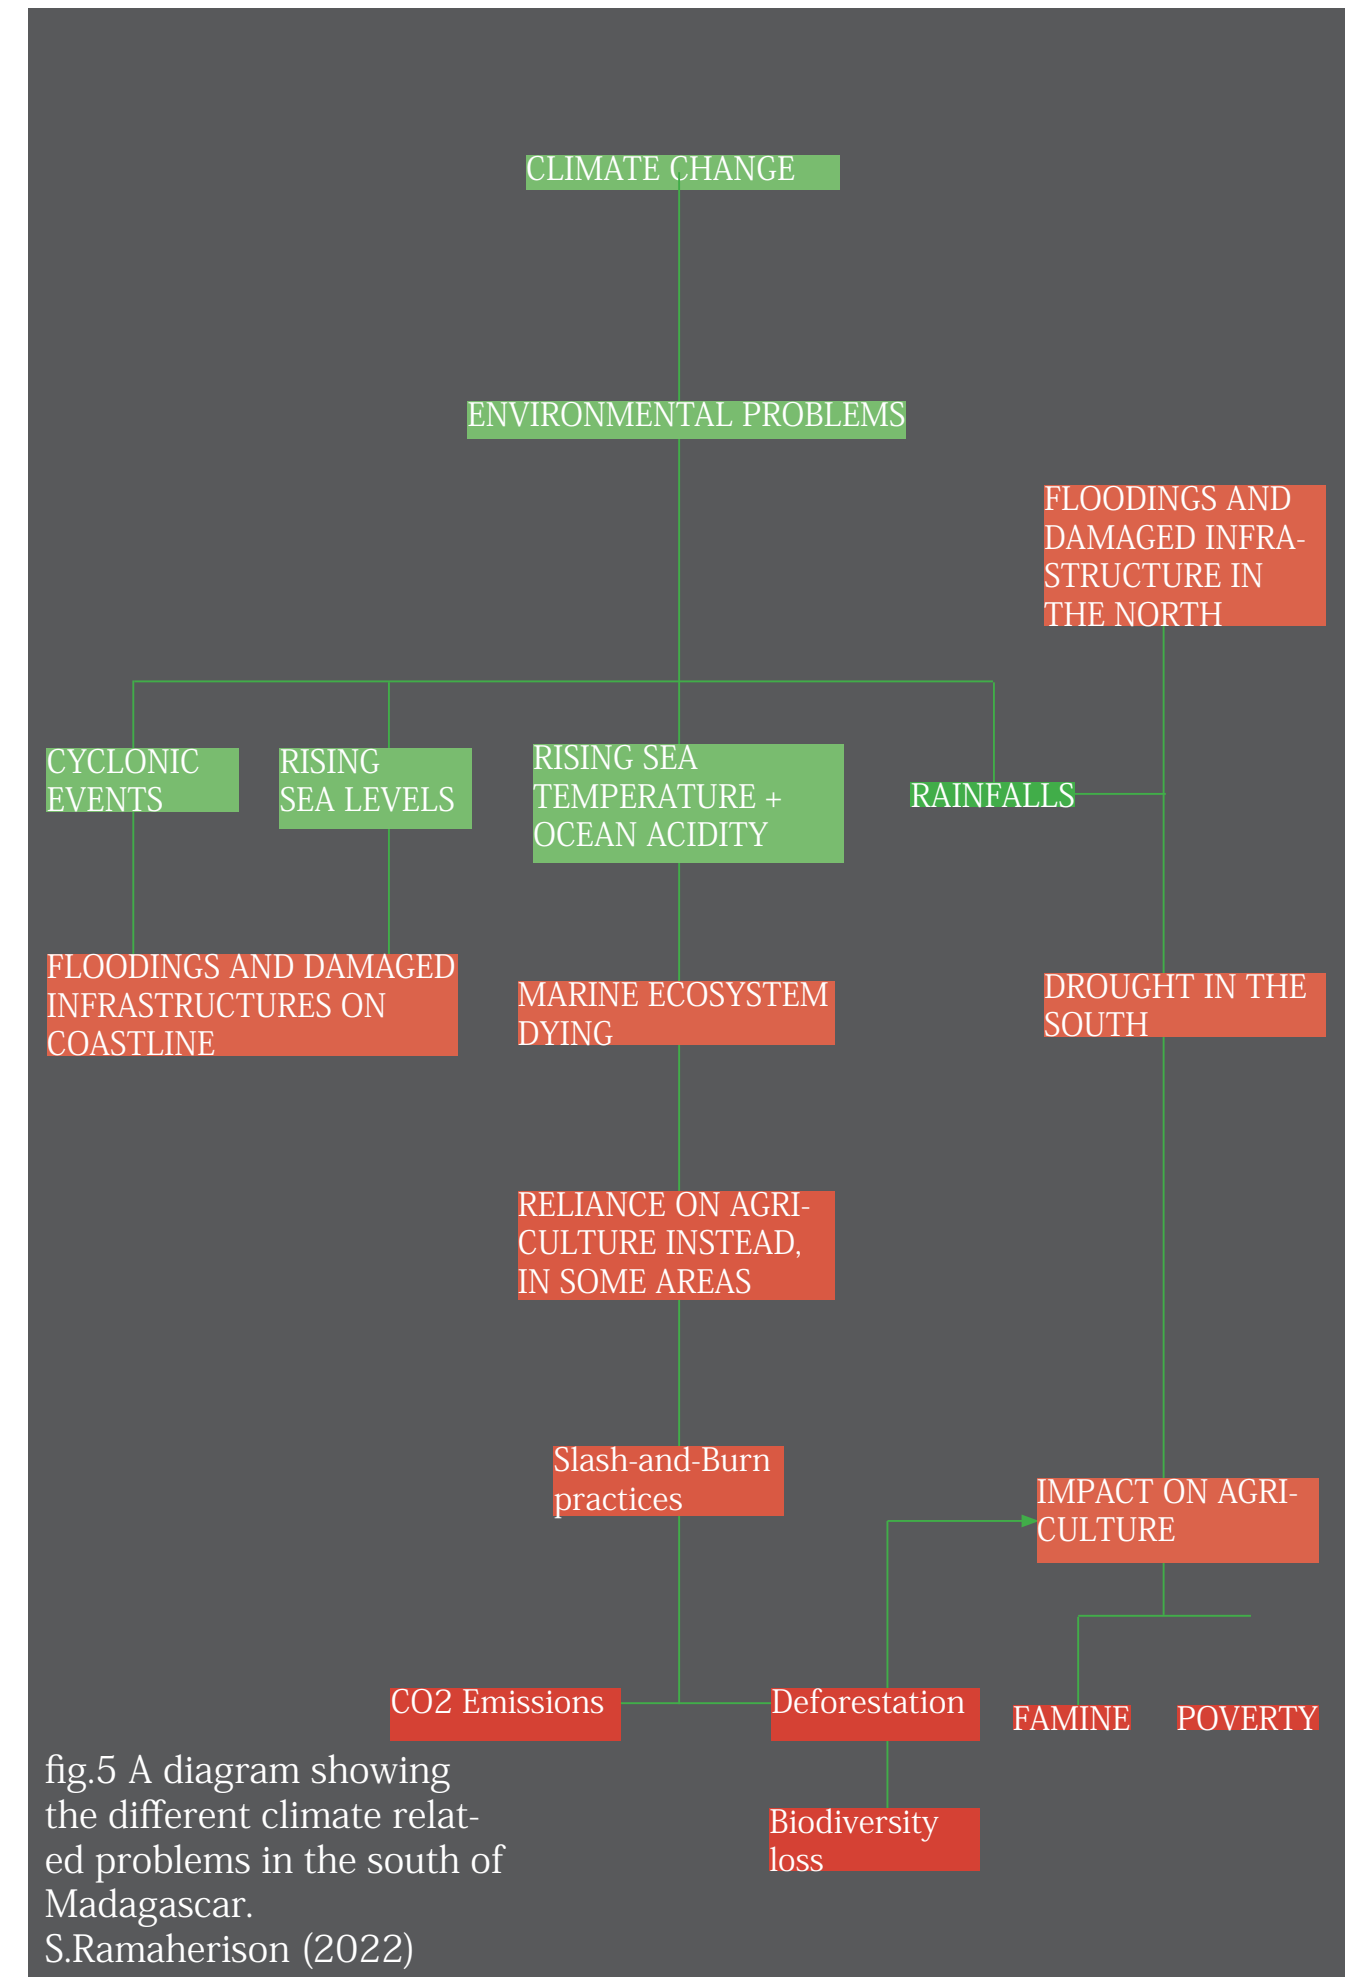 CLIMATE CHANGE
ENVIRONMENTAL PROBLEMS
FLOODINGS AND
DAMAGED INFRA-
STRUCTURE IN
THE NORTH
CYCLONIC
EVENTS
RISING
SEA LEVELS
RISING SEA
TEMPERATURE +
OCEAN ACIDITY
RAINFALLS
FLOODINGS AND DAMAGED
INFRASTRUCTURES ON
COASTLINE
MARINE ECOSYSTEM
DYING
DROUGHT IN THE
SOUTH
RELIANCE ON AGRI-
CULTURE INSTEAD,
IN SOME AREAS
Slash-and-Burn
practices
IMPACT ON AGRI-
CULTURE
CO2 Emissions
Deforestation
FAMINE
POVERTY
Biodiversity
loss
fig.5 A diagram showing
the different climate relat-
ed problems in the south of
Madagascar.
S.Ramaherison (2022)